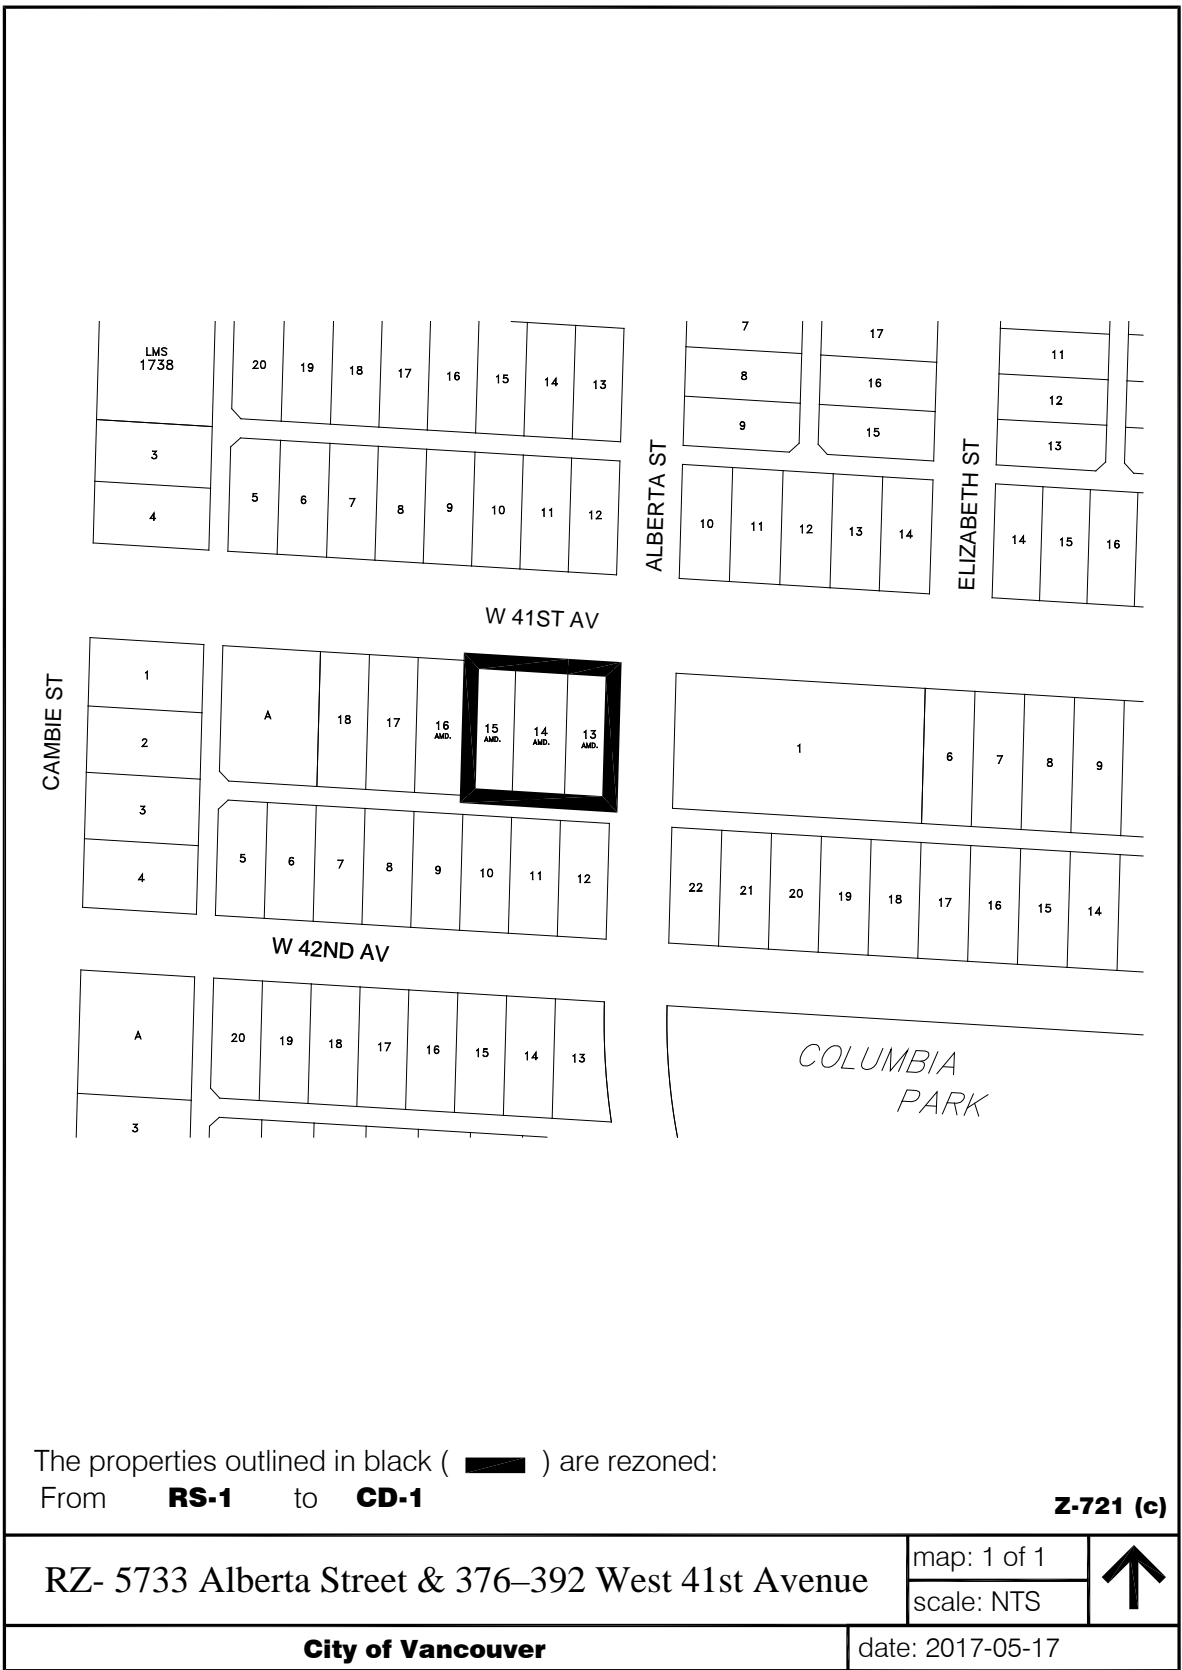 LMS
1738
20 19 18 17 16 15 14 13
7
8
9
17
16
15
11
12
13
3
4
5 6 7 8 9 10 11 12
ALBERTA ST
10 11 12 13 14
ELIZABETH ST
14 15 16
W 41ST AV
CAMBIE ST
1
2
3
4
A 18 17 16 15 14 13
AMD. AMD. AMD. AMD.
1 6 7 8 9
5 6 7 8 9 10 11 12
22 21 20 19 18 17 16 15 14
W 42ND AV
A
3
20 19 18 17 16 15 14 13
COLUMBIA
PARK
The properties outlined in black ( ) are rezoned:
From RS-1 to CD-1
Z-721 (c)
RZ- 5733 Alberta Street & 376–392 West 41st Avenue
map: 1 of 1
scale: NTS
City of Vancouver
date: 2017-05-17